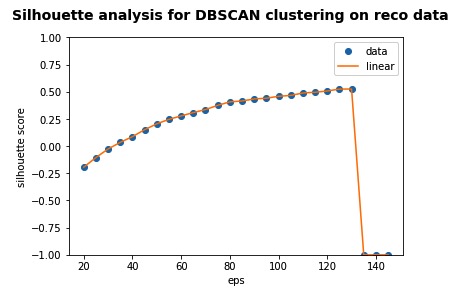 Silhouette analysis for DBSCAN clustering on reco data
data
linear
silhouette score
1.00
0.75
0.50
0.25
0.00
−0.25
−0.50
−0.75
−1.00
20 40 60 80 100 120 140
eps